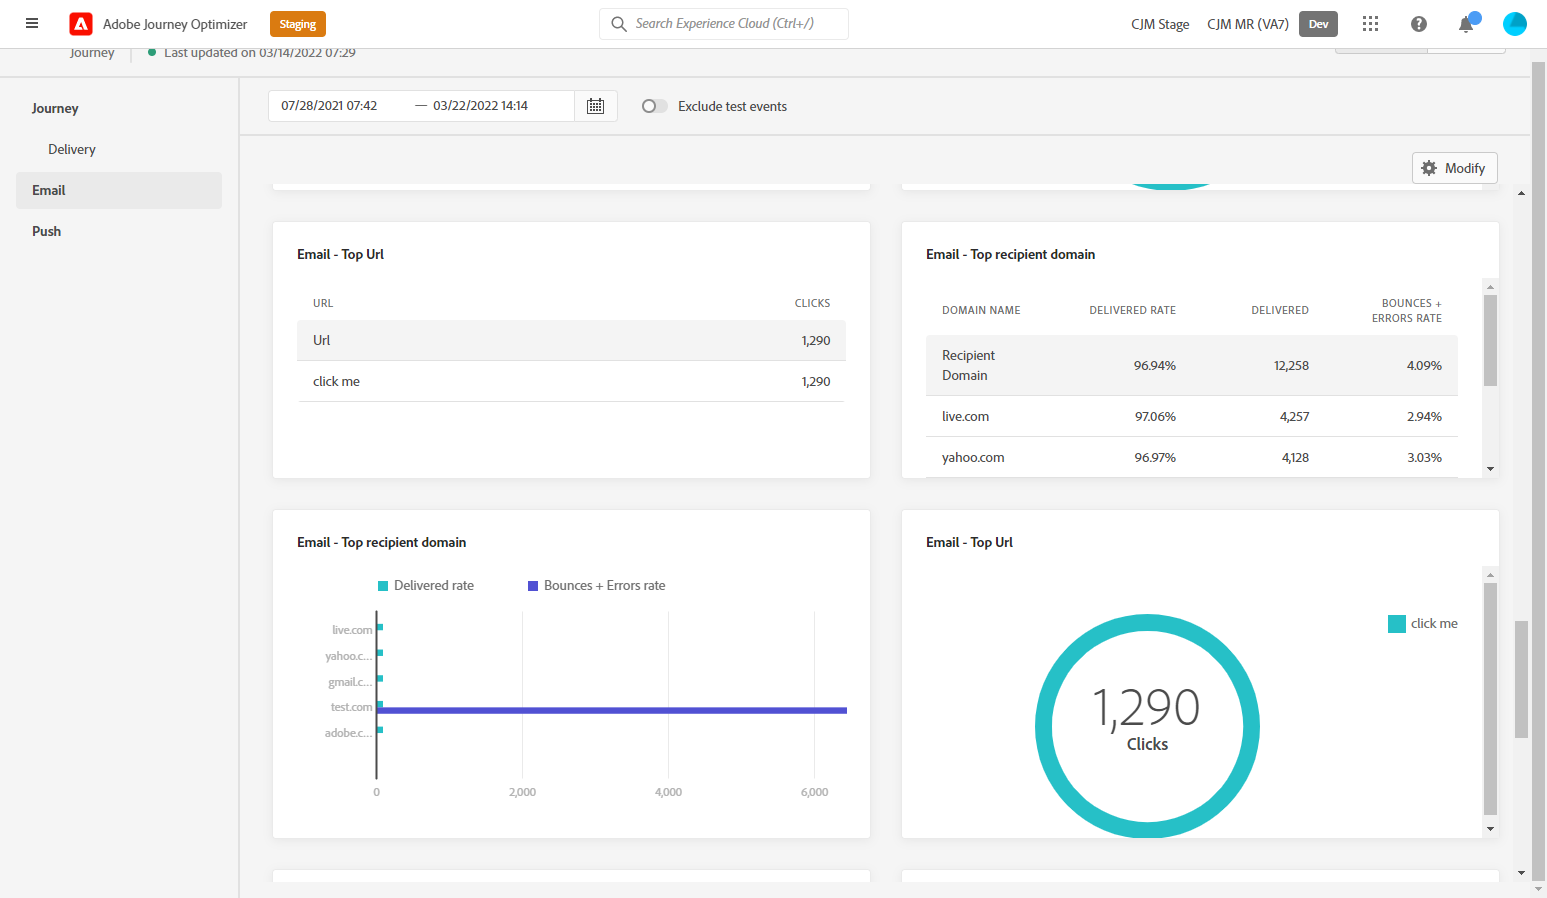 Adobe Journey Optimizer
Staging
Search Experience Cloud (Ctrl+/)
CJM Stage
CJM MR (VA7)
Dev
Journey
Last updated on 03/14/2022 07:29
Journey
Delivery
Email
Push
07/28/2021 07:42 — 03/22/2022 14:14
Exclude test events
Modify
Email - Top Url
URL CLICKS
Url 1,290
click me 1,290
Email - Top recipient domain
DOMAIN NAME DELIVERED RATE DELIVERED BOUNCES +
ERRORS RATE
Recipient
Domain 96.94% 12,258 4.09%
live.com 97.06% 4,257 2.94%
yahoo.com 96.97% 4,128 3.03%
Email - Top recipient domain
Delivered rate Bounces + Errors rate
live.com
yahoo.c...
gmail.c...
test.com
adobe.c...
0 2,000 4,000 6,000
Email - Top Url
click me
1,290
Clicks